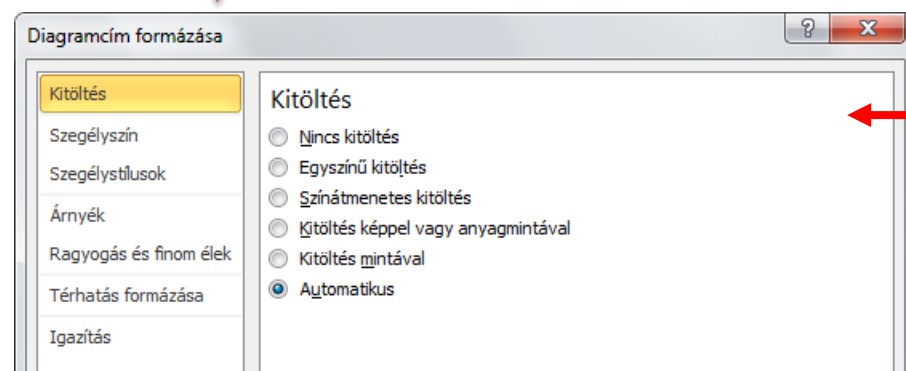 Diagramcím formázása
Kitöltés
Szegélyszín
Szegélystílusok
Árnyék
Ragyogás és finom élek
Térhatás formázása
Igazítás
Kitöltés
Nincs kitöltés
Egyszínű kitöltés
Színátmenetes kitöltés
Kitöltés képpel vagy anyagmintával
Kitöltés mintával
Automatikus